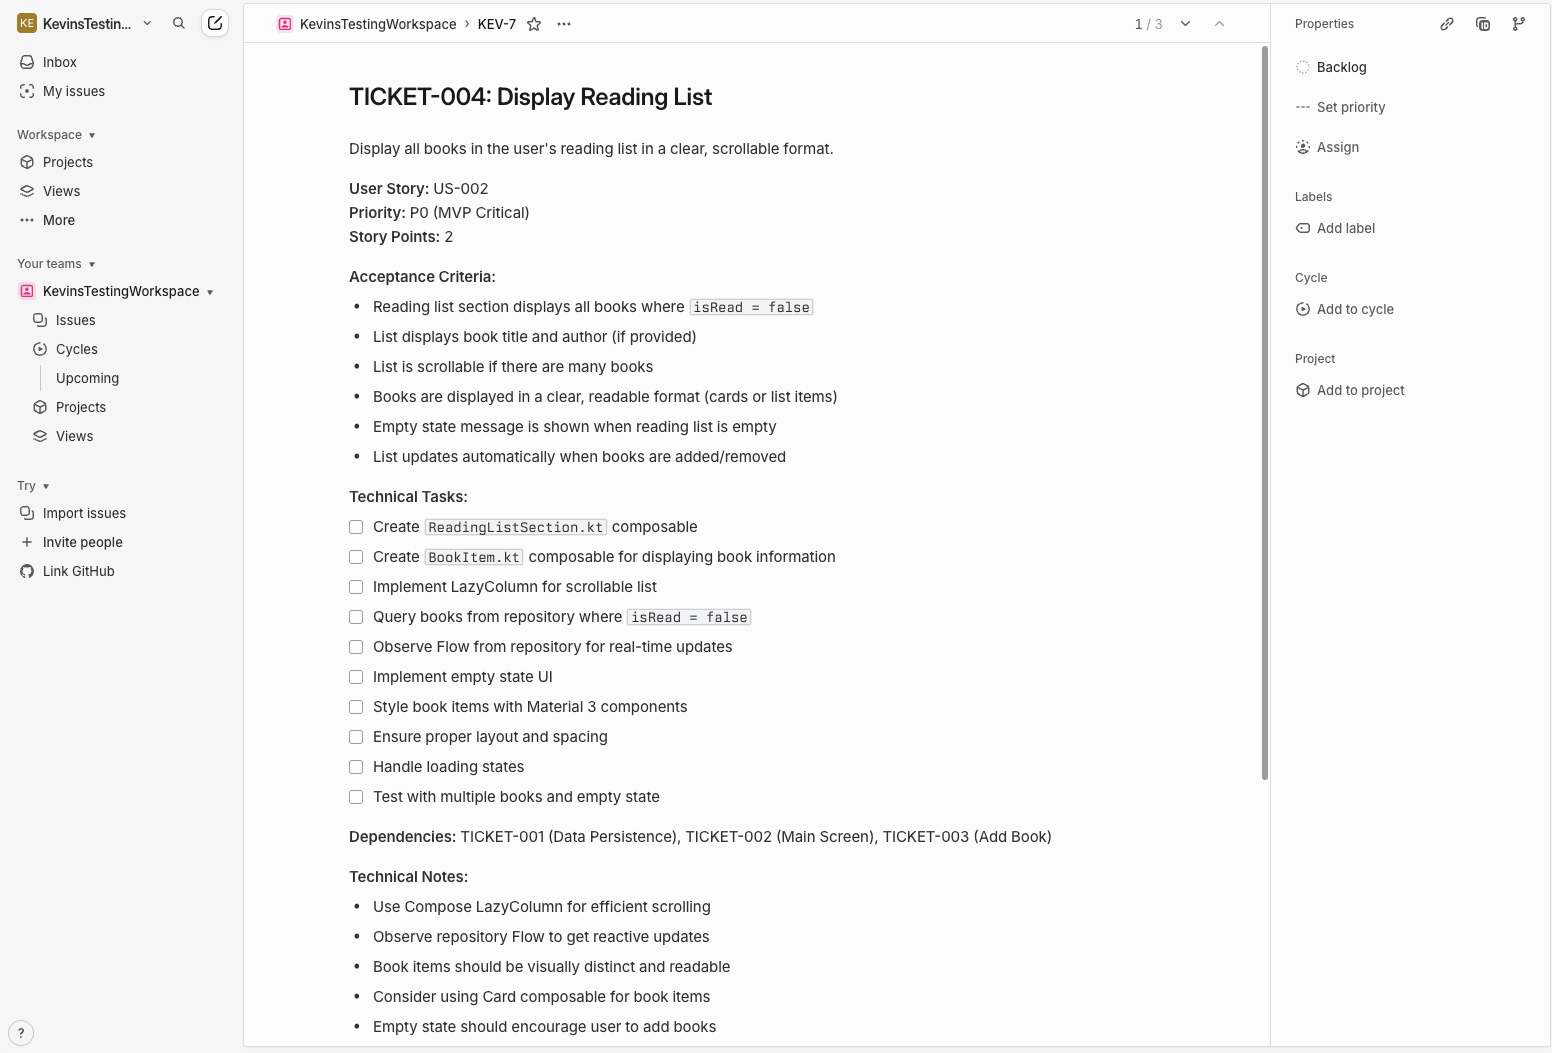 KE KevinsTestin...
Inbox
My issues
Workspace
Projects
Views
More
Your teams
KevinsTestingWorkspace
Issues
Cycles
Upcoming
Projects
Views
Try
Import issues
Invite people
Link GitHub
?
KevinsTestingWorkspace › KEV-7
1 / 3
TICKET-004: Display Reading List
Display all books in the user's reading list in a clear, scrollable format.
User Story: US-002
Priority: P0 (MVP Critical)
Story Points: 2
Acceptance Criteria:
• Reading list section displays all books where isRead = false
• List displays book title and author (if provided)
• List is scrollable if there are many books
• Books are displayed in a clear, readable format (cards or list items)
• Empty state message is shown when reading list is empty
• List updates automatically when books are added/removed
Technical Tasks:
Create ReadingListSection.kt composable
Create BookItem.kt composable for displaying book information
Implement LazyColumn for scrollable list
Query books from repository where isRead = false
Observe Flow from repository for real-time updates
Implement empty state UI
Style book items with Material 3 components
Ensure proper layout and spacing
Handle loading states
Test with multiple books and empty state
Dependencies: TICKET-001 (Data Persistence), TICKET-002 (Main Screen), TICKET-003 (Add Book)
Technical Notes:
• Use Compose LazyColumn for efficient scrolling
• Observe repository Flow to get reactive updates
• Book items should be visually distinct and readable
• Consider using Card composable for book items
• Empty state should encourage user to add books
Properties
Backlog
Set priority
Assign
Labels
Add label
Cycle
Add to cycle
Project
Add to project